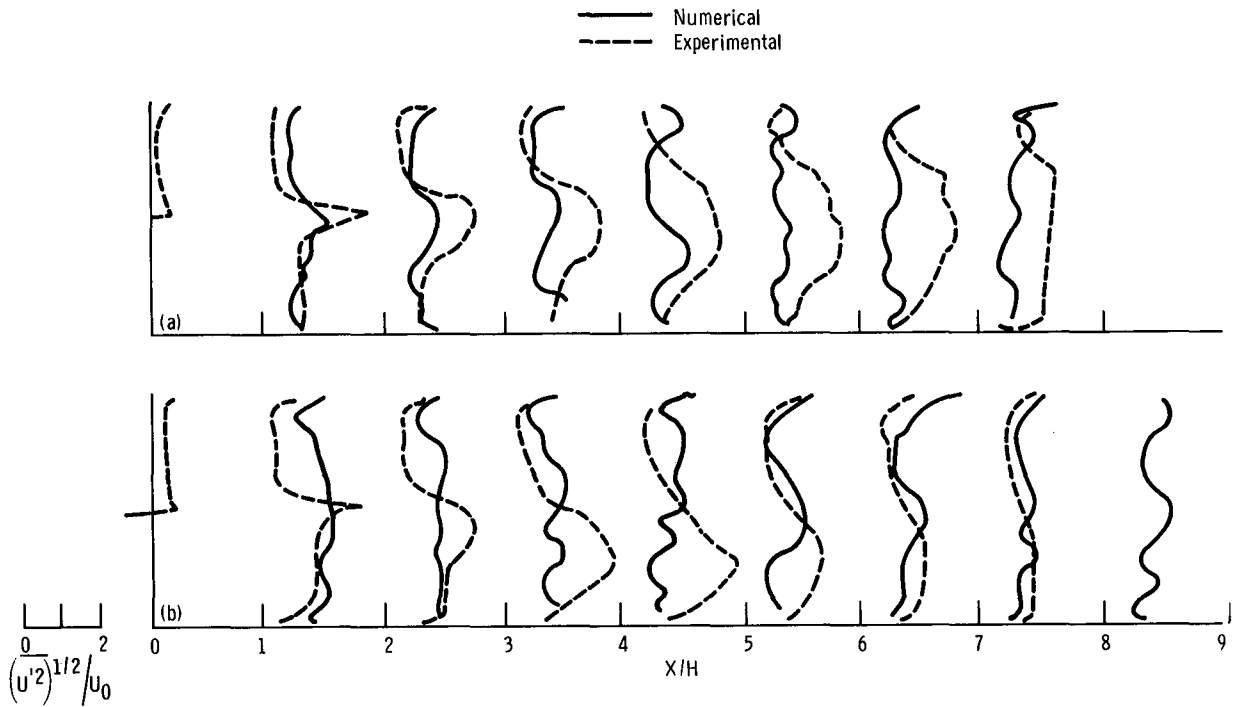 Numerical
Experimental
(a)
(b)
0 2
(U'2)1/2/U0
0 1 2 3 4 5 6 7 8 9
X/H